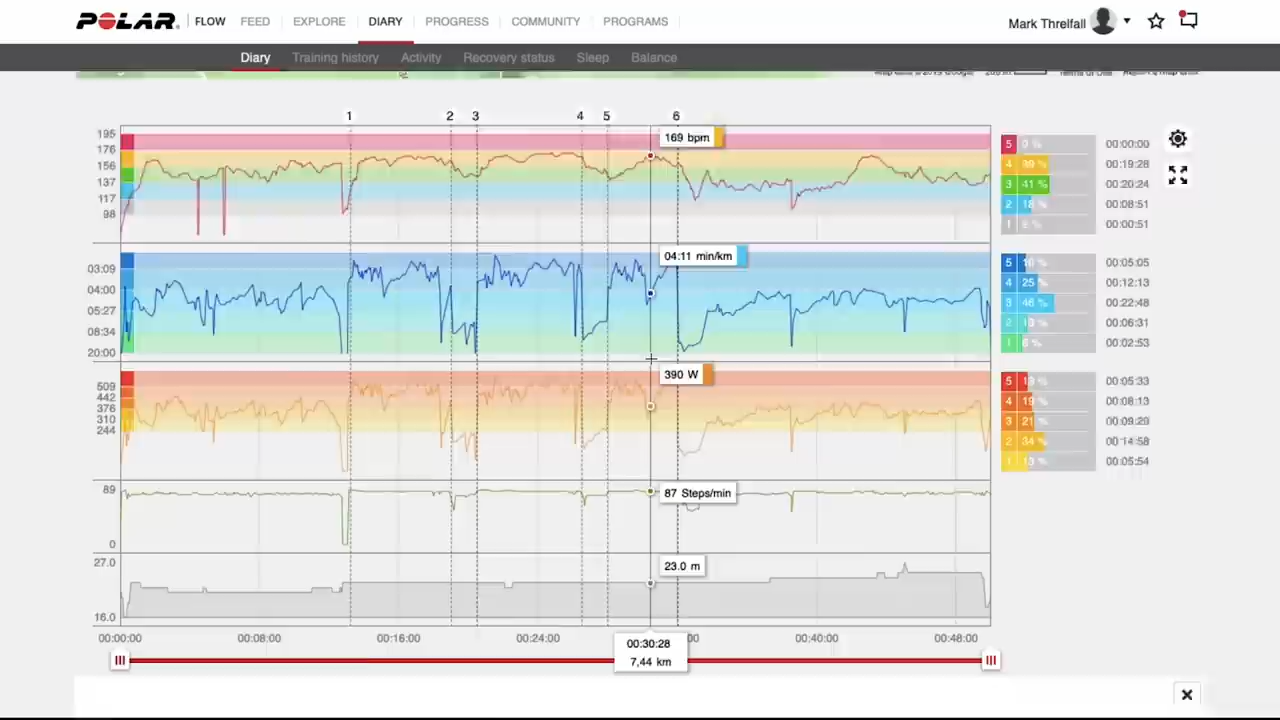 POLAR. FLOW FEED EXPLORE DIARY PROGRESS COMMUNITY PROGRAMS Mark Threlfall
Diary Training history Activity Recovery status Sleep Balance
1 2 3 4 5 6
195
176
156
137
117
98
169 bpm
5 0 % 00:00:00
4 39 % 00:19:28
3 41 % 00:20:24
2 18 % 00:08:51
1 00:00:51
03:09
04:00
05:27
08:34
20:00
04:11 min/km
5 10 % 00:05:05
4 25 % 00:12:13
3 46 % 00:22:48
2 13 % 00:06:31
1 6 % 00:02:53
509
442
376
310
244
390 W
5 13 % 00:05:33
4 19 % 00:08:13
3 21 % 00:09:20
2 34 % 00:14:58
1 13 % 00:05:54
89
0
87 Steps/min
27.0
16.0
23.0 m
00:00:00 00:08:00 00:16:00 00:24:00 00:40:00 00:48:00
00:30:28
7,44 km